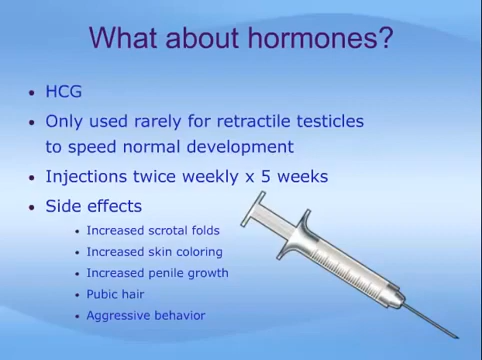 What about hormones?
• HCG
• Only used rarely for retractile testicles
to speed normal development
• Injections twice weekly x 5 weeks
• Side effects
• Increased scrotal folds
• Increased skin coloring
• Increased penile growth
• Pubic hair
• Aggressive behavior